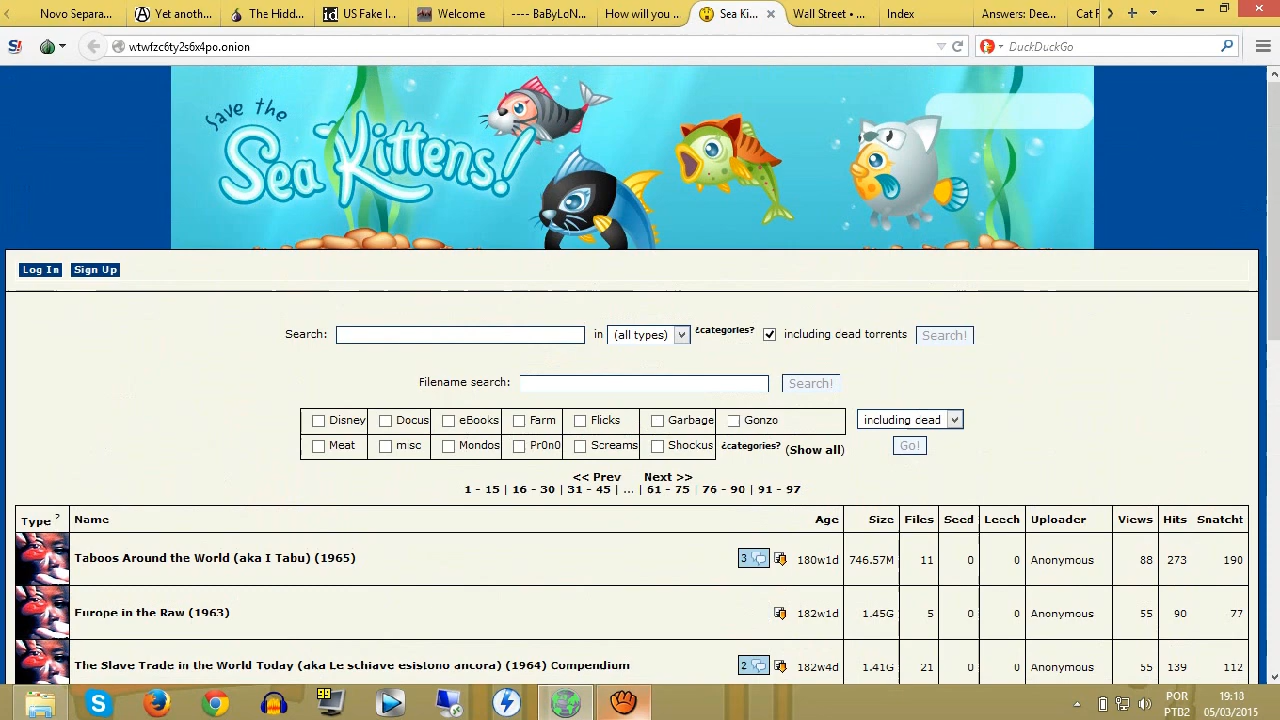 Novo Separa...
Yet anoth...
The Hidd...
US Fake I...
Welcome
---- BaByLoN...
How will you ...
Sea Ki...
Wall Street • ...
Index
Answers: Dee...
Cat F
wtwfzc6ty2s6x4po.onion
DuckDuckGo
Save the
Sea Kittens!
Log In Sign Up
Search: in (all types) ¿categories? including dead torrents Search!
Filename search: Search!
Disney Docus eBooks Farm Flicks Garbage Gonzo including dead
Meat misc Mondos Pr0n0 Screams Shockus ¿categories? (Show all) Go!
<< Prev Next >>
1 - 15 | 16 - 30 | 31 - 45 | ... | 61 - 75 | 76 - 90 | 91 - 97
Type ? Name Age Size Files Seed Leech Uploader Views Hits Snatcht
Taboos Around the World (aka I Tabu) (1965) 3 180w1d 746.57M 11 0 0 Anonymous 88 273 190
Europe in the Raw (1963) 182w1d 1.45G 5 0 0 Anonymous 55 90 77
The Slave Trade in the World Today (aka Le schiave esistono ancora) (1964) Compendium 2 182w4d 1.41G 21 0 0 Anonymous 55 139 112
99
POR 19:18
PTB2 05/03/2015